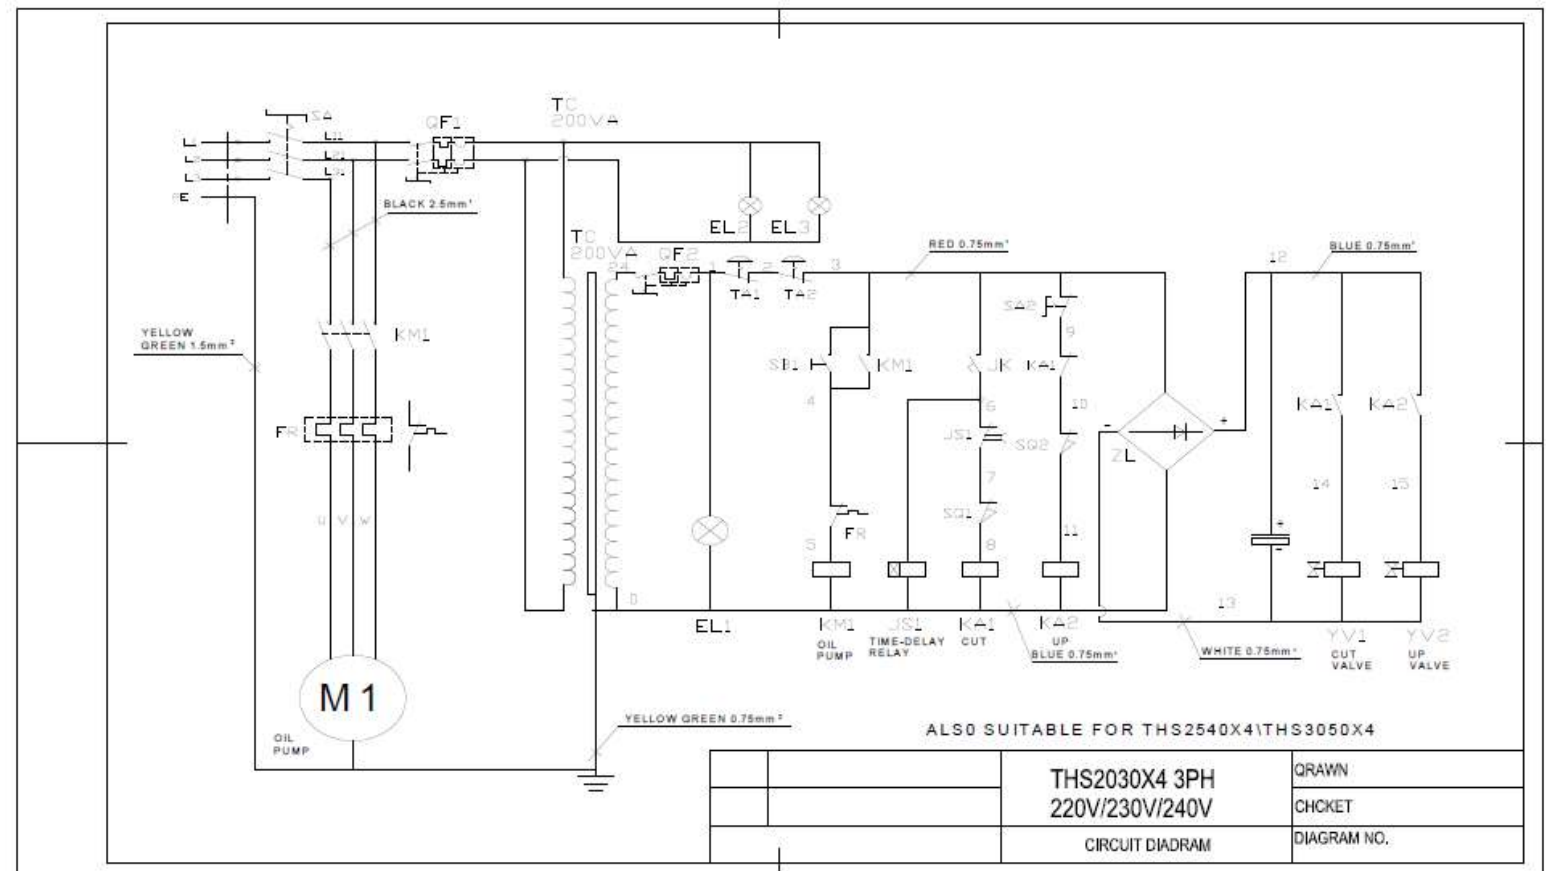 TC
200VA
SA
QF1
L1
L2
L3
PE
L11
L21
L31
BLACK 2.5mm²
EL2 EL3
TC
200VA
QF2
24
1
2
3
TA1 TA2
RED 0.75mm²
12
BLUE 0.75mm²
SA2
9
YELLOW
GREEN 1.5mm²
KM1
SB1
KM1
JK
KA1
4
6
10
KA1
KA2
FR
JS1
SQ2
-
+
ZL
7
14
15
U V W
SQ1
FR
5
8
11
+
-
0
13
EL1
KM1
OIL
PUMP
JS1
TIME-DELAY
RELAY
KA1
CUT
KA2
UP
BLUE 0.75mm²
WHITE 0.75mm²
YV1
CUT
VALVE
YV2
UP
VALVE
M1
OIL
PUMP
YELLOW GREEN 0.75mm²
ALSO SUITABLE FOR THS2540X4\THS3050X4
THS2030X4 3PH
220V/230V/240V
CIRCUIT DIADRAM
QRAWN
CHCKET
DIAGRAM NO.